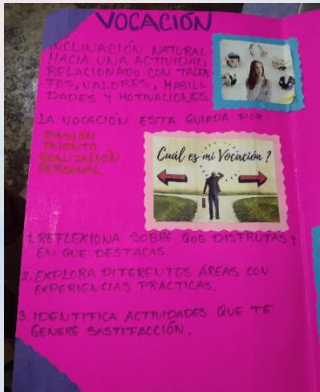 VOCACIÓN
INCLINACIÓN NATURAL
HACIA UNA ACTIVIDAD,
RELACIONADO CON TALEN
TOS, VALORES, HABILI-
DADES Y MOTIVACIONES.
LA VOCACIÓN ESTA GUIADA POR:
PASIÓN
TALENTO
REALIZACIÓN
PERSONAL
Cuál es mi Vocación ?
1. REFLEXIONA SOBRE QUE DISFRUTAS Y
EN QUE DESTACAS.
2. EXPLORA DIFERENTES ÁREAS CON
EXPERIENCIAS PRACTICAS.
3. IDENTIFICA ACTIVIDADES QUE TE
GENERE SASTIFACCIÓN.